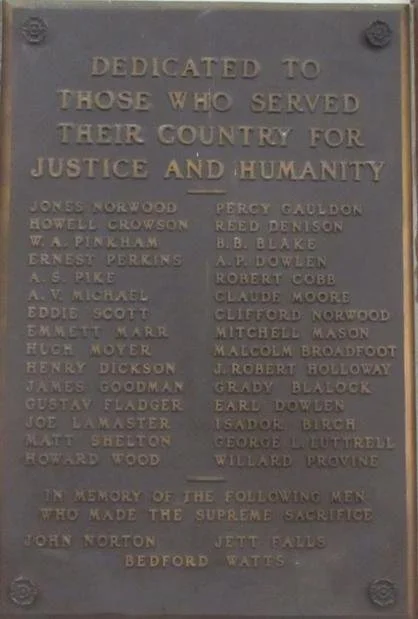 DEDICATED TO
THOSE WHO SERVED
THEIR COUNTRY FOR
JUSTICE AND HUMANITY
JONES NORWOOD
HOWELL CROWSON
W. A. PINKHAM
ERNEST PERKINS
A. S. PIKE
A. V. MICHAEL
EDDIE SCOTT
EMMETT MARR
HUGH MOYER
HENRY DICKSON
JAMES GOODMAN
GUSTAV FLADGER
JOE LAMASTER
MATT SHELTON
HOWARD WOOD
PERCY GAULDON
REED DENISON
B. B. BLAKE
A. P. DOWLEN
ROBERT COBB
CLAUDE MOORE
CLIFFORD NORWOOD
MITCHELL MASON
MALCOLM BROADFOOT
J. ROBERT HOLLOWAY
GRADY BLALOCK
EARL DOWLEN
ISADOR BIRCH
GEORGE L. LUTTRELL
WILLARD PROVINE
IN MEMORY OF THE FOLLOWING MEN
WHO MADE THE SUPREME SACRIFICE
JOHN NORTON JETT FALLS
BEDFORD WATTS